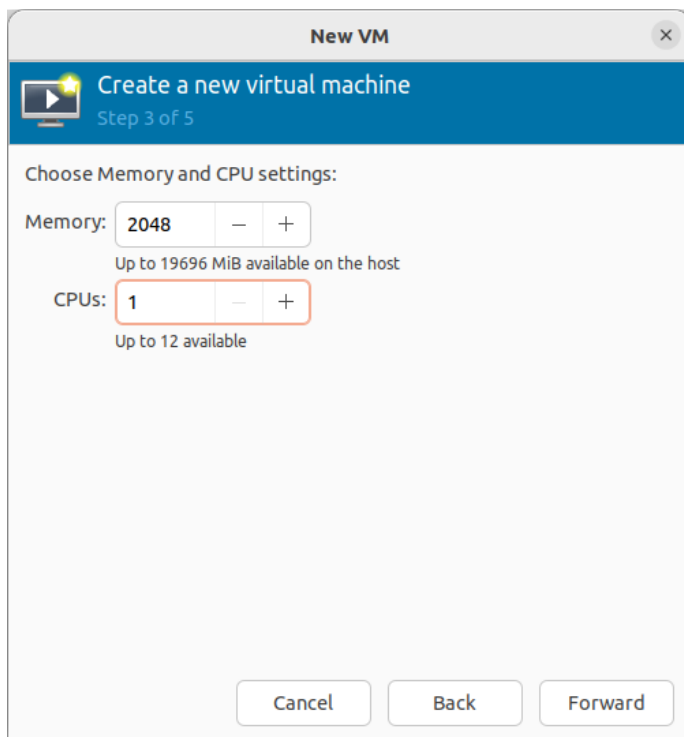 New VM
Create a new virtual machine
Step 3 of 5
Choose Memory and CPU settings:
Memory: 2048 − +
Up to 19696 MiB available on the host
CPUs: 1 − +
Up to 12 available
Cancel Back Forward